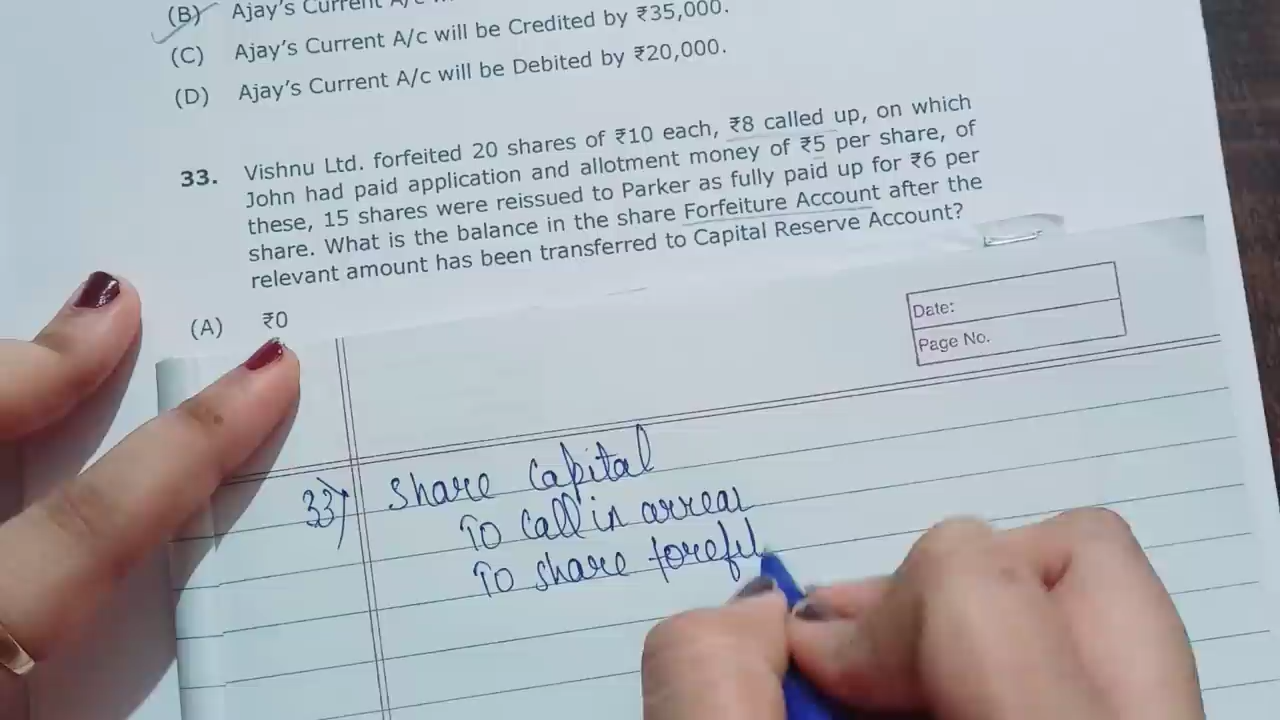 (B) Ajay's Current A/c
(C) Ajay's Current A/c will be Credited by ₹35,000.
(D) Ajay's Current A/c will be Debited by ₹20,000.
33. Vishnu Ltd. forfeited 20 shares of ₹10 each, ₹8 called up, on which
John had paid application and allotment money of ₹5 per share, of
these, 15 shares were reissued to Parker as fully paid up for ₹6 per
share. What is the balance in the share Forfeiture Account after the
relevant amount has been transferred to Capital Reserve Account?
(A) ₹0
Date:
Page No.
33) Share Capital
To Call in arrear
To share forefi